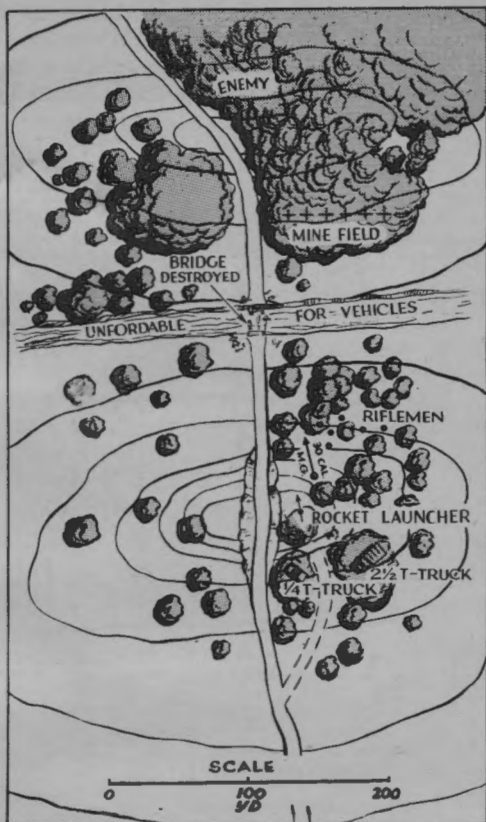 ENEMY
MINE FIELD
BRIDGE
DESTROYED
UNFORDABLE
FOR-VEHICLES
RIFLEMEN
30 CAL.
M.G.
ROCKET LAUNCHER
2½ T-TRUCK
¼ T-TRUCK
SCALE
0 200
YD